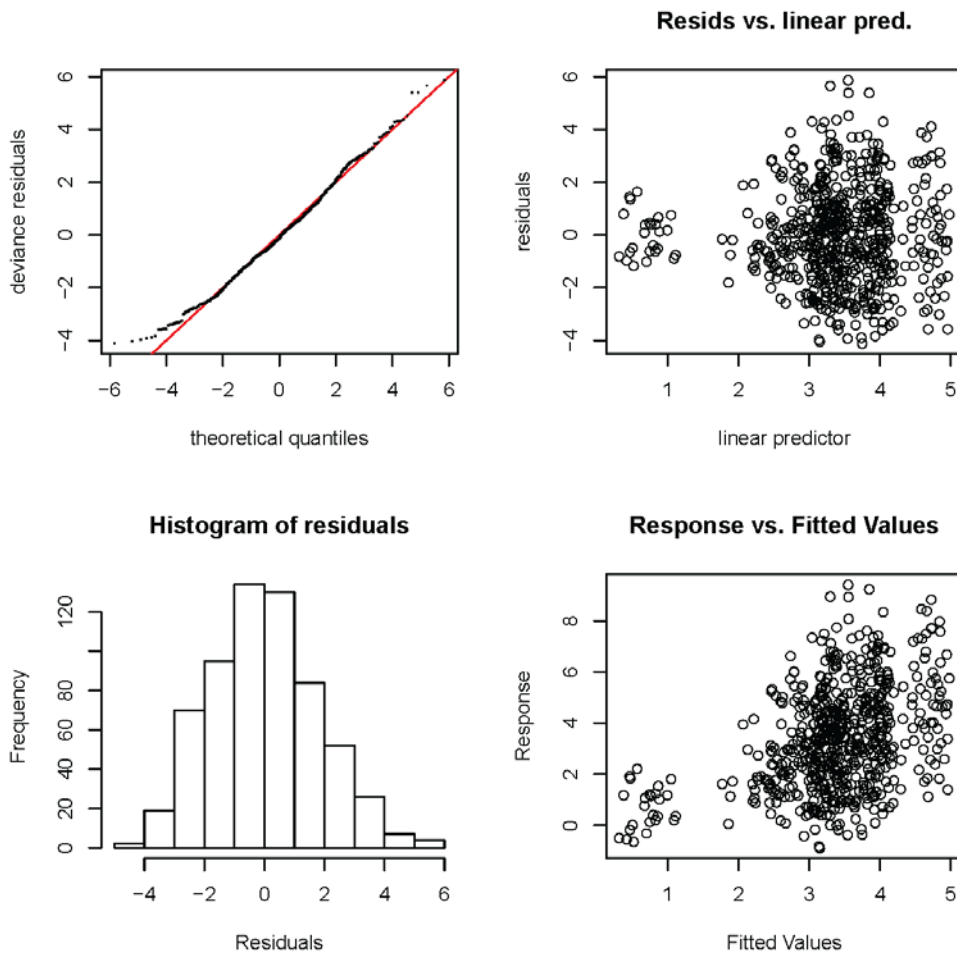 Resids vs. linear pred.
deviance residuals
−4 −2 0 2 4 6
−6 −4 −2 0 2 4 6
theoretical quantiles
residuals
−4 −2 0 2 4 6
1 2 3 4 5
linear predictor
Histogram of residuals
Frequency
0 20 40 60 80 120
−4 −2 0 2 4 6
Residuals
Response vs. Fitted Values
Response
0 2 4 6 8
1 2 3 4 5
Fitted Values